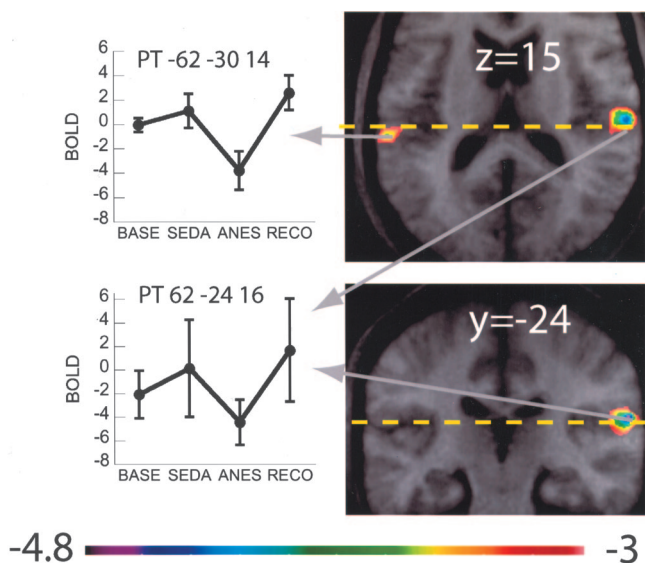 PT -62 -30 14
6
4
2
0
-2
-4
-6
-8
BOLD
BASE SEDA ANES RECO
z=15
PT 62 -24 16
6
4
2
0
-2
-4
-6
-8
BOLD
BASE SEDA ANES RECO
y=-24
-4.8 -3